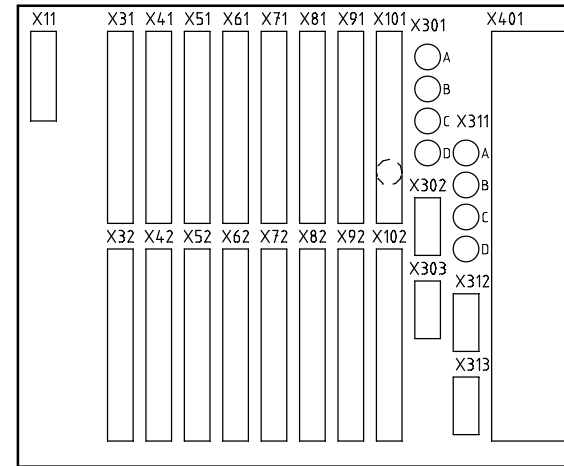 X11 X31 X41 X51 X61 X71 X81 X91 X101 X301 X401
A
B
C X311
D A
X302 B
C
X32 X42 X52 X62 X72 X82 X92 X102 D
X303 X312
X313